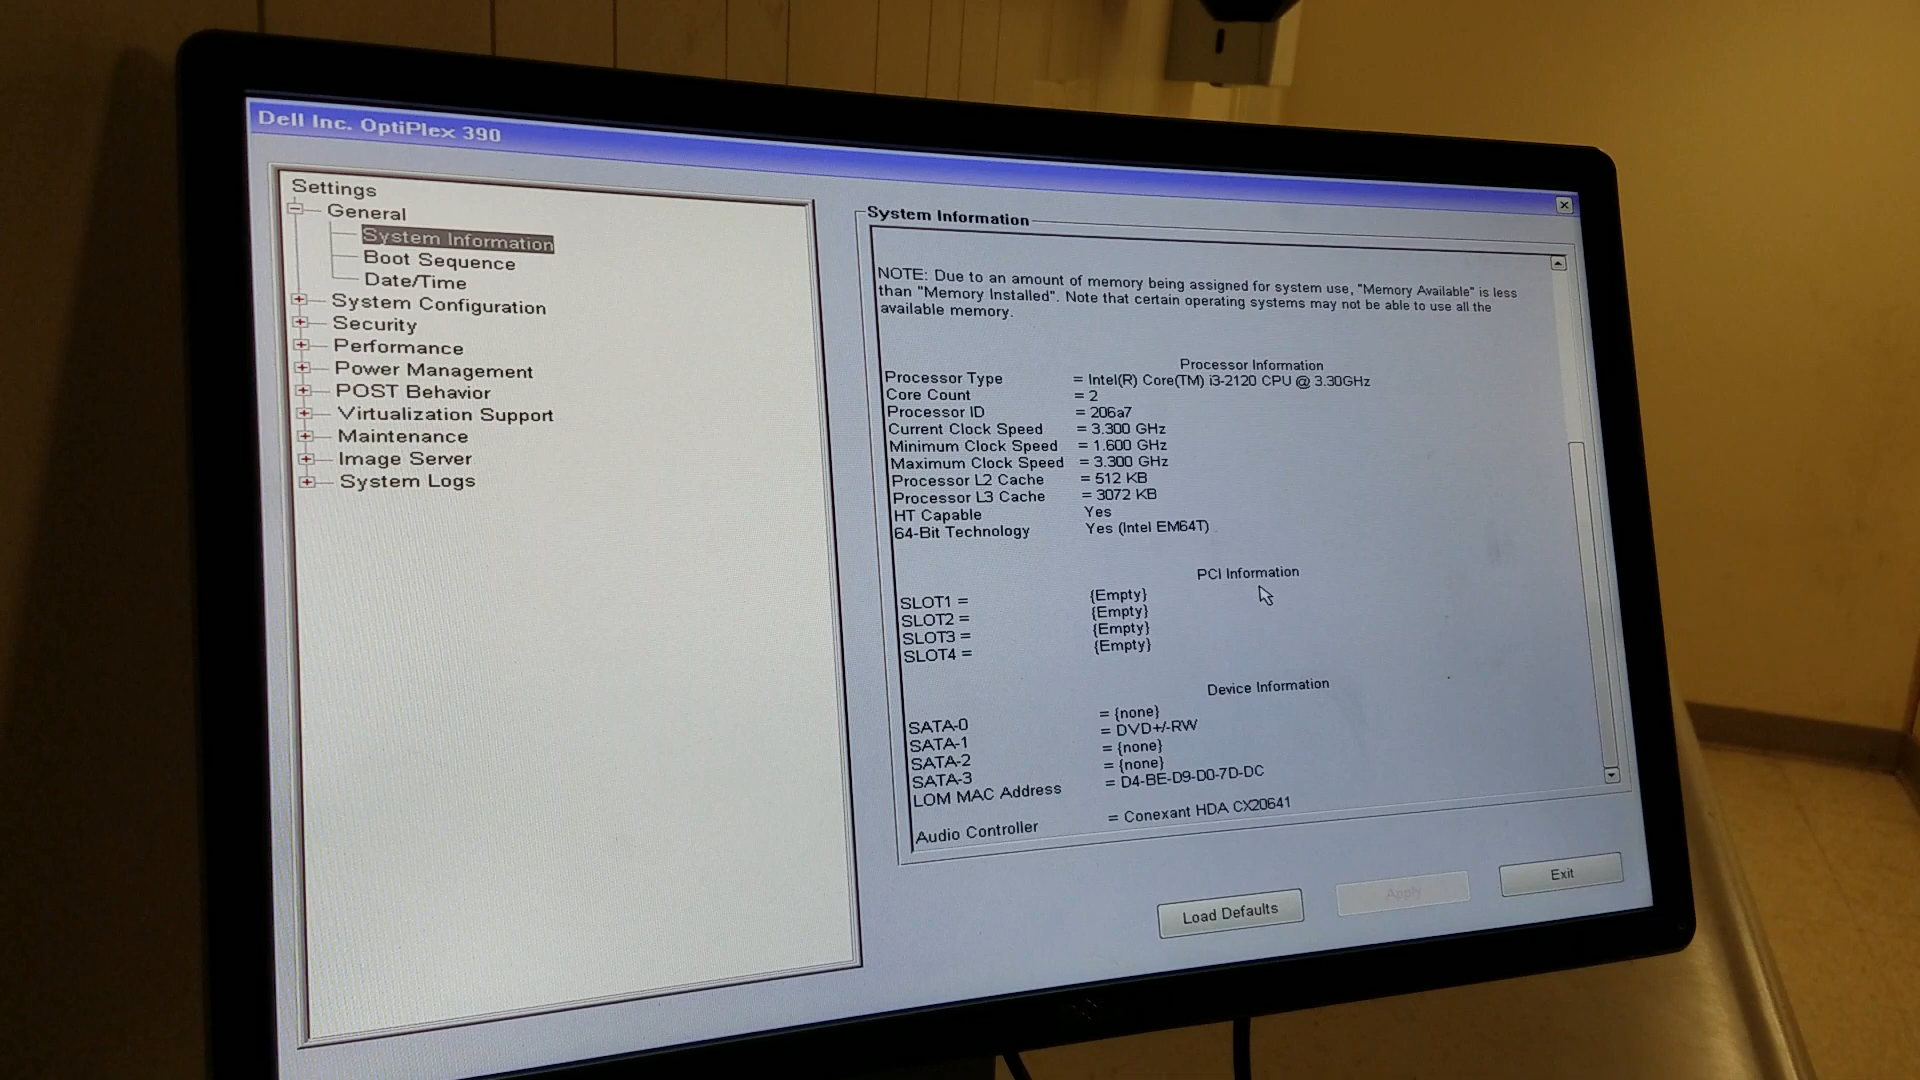 Dell Inc. OptiPlex 390
Settings
General
System Information
Boot Sequence
Date/Time
System Configuration
Security
Performance
Power Management
POST Behavior
Virtualization Support
Maintenance
Image Server
System Logs
System Information
NOTE: Due to an amount of memory being assigned for system use, "Memory Available" is less
than "Memory Installed". Note that certain operating systems may not be able to use all the
available memory.
Processor Information
Processor Type = Intel(R) Core(TM) i3-2120 CPU @ 3.30GHz
Core Count = 2
Processor ID = 206a7
Current Clock Speed = 3.300 GHz
Minimum Clock Speed = 1.600 GHz
Maximum Clock Speed = 3.300 GHz
Processor L2 Cache = 512 KB
Processor L3 Cache = 3072 KB
HT Capable Yes
64-Bit Technology Yes (Intel EM64T)
PCI Information
SLOT1 = {Empty}
SLOT2 = {Empty}
SLOT3 = {Empty}
SLOT4 = {Empty}
Device Information
SATA-0 = {none}
SATA-1 = DVD+/-RW
SATA-2 = {none}
SATA-3 = {none}
LOM MAC Address = D4-BE-D9-D0-7D-DC
Audio Controller = Conexant HDA CX20641
Load Defaults
Apply
Exit